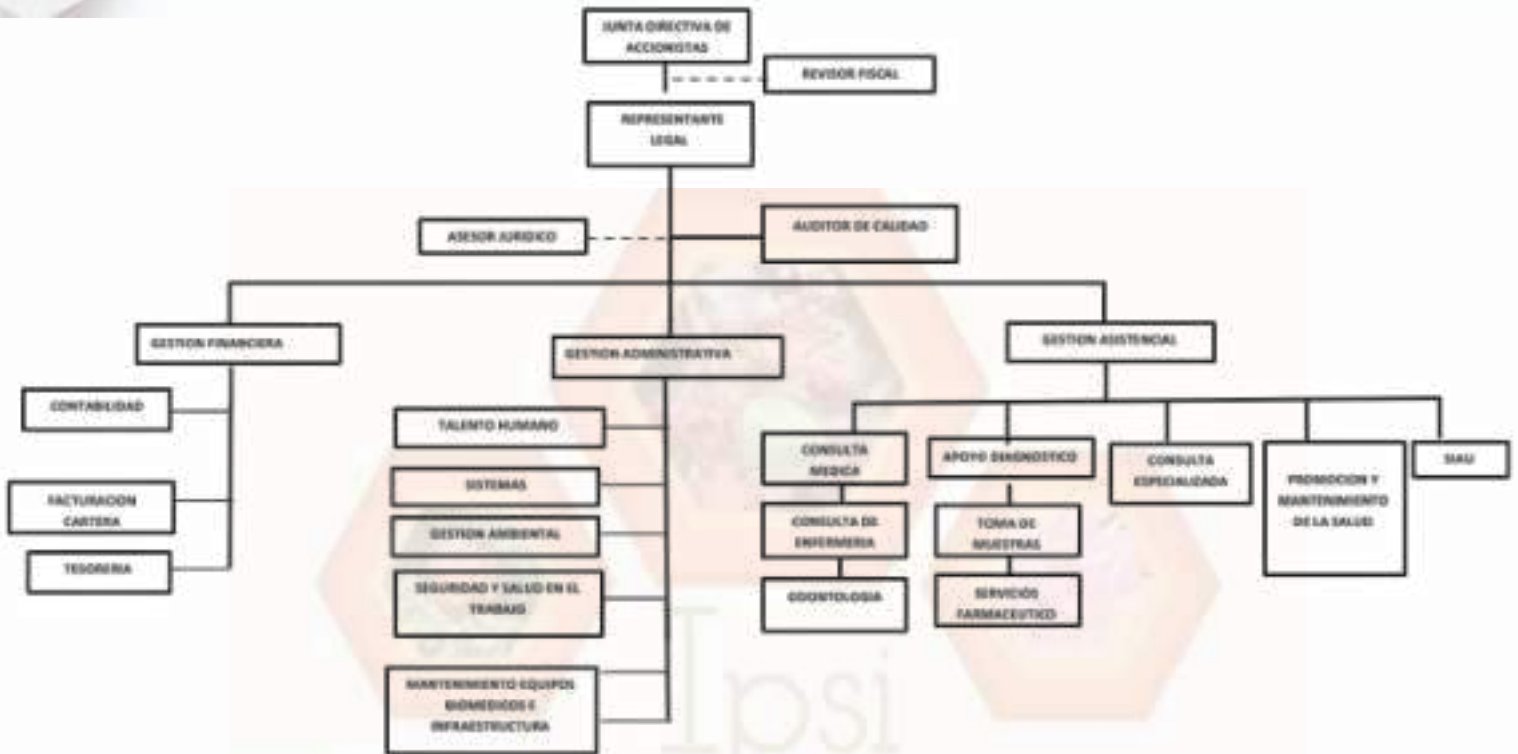 JUNTA DIRECTIVA DE
ACCIONISTAS
REVISOR FISCAL
REPRESENTANTE
LEGAL
ASESOR JURIDICO
AUDITOR DE CALIDAD
GESTION FINANCIERA
GESTION ADMINISTRATIVA
GESTION ASISTENCIAL
CONTABILIDAD
FACTURACION
CARTERA
TESORERIA
TALENTO HUMANO
SISTEMAS
GESTION AMBIENTAL
SEGURIDAD Y SALUD EN EL
TRABAJO
MANTENIMIENTO EQUIPOS
BIOMEDICOS E
INFRAESTRUCTURA
CONSULTA
MEDICA
CONSULTA DE
ENFERMERIA
ODONTOLOGIA
APOYO DIAGNOSTICO
TOMA DE
MUESTRAS
SERVICIOS
FARMACEUTICO
CONSULTA
ESPECIALIZADA
PROMOCION Y
MANTENIMIENTO
DE LA SALUD
SIAU
Ipsi